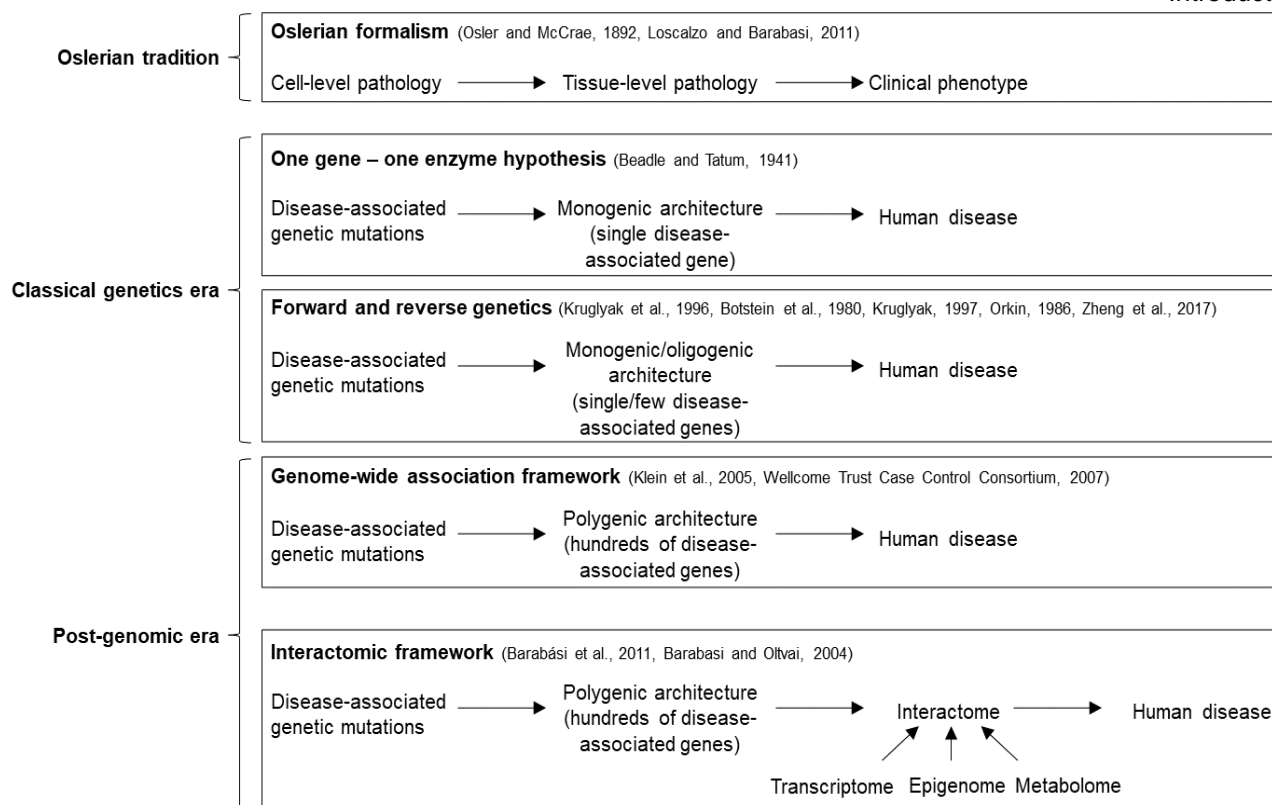 Introduct
Oslerian tradition
Oslerian formalism (Osler and McCrae, 1892, Loscalzo and Barabasi, 2011)
Cell-level pathology Tissue-level pathology Clinical phenotype
Classical genetics era
One gene – one enzyme hypothesis (Beadle and Tatum, 1941)
Disease-associated
genetic mutations
Monogenic architecture
(single disease-
associated gene)
Human disease
Forward and reverse genetics (Kruglyak et al., 1996, Botstein et al., 1980, Kruglyak, 1997, Orkin, 1986, Zheng et al., 2017)
Disease-associated
genetic mutations
Monogenic/oligogenic
architecture
(single/few disease-
associated genes)
Human disease
Post-genomic era
Genome-wide association framework (Klein et al., 2005, Wellcome Trust Case Control Consortium, 2007)
Disease-associated
genetic mutations
Polygenic architecture
(hundreds of disease-
associated genes)
Human disease
Interactomic framework (Barabási et al., 2011, Barabasi and Oltvai, 2004)
Disease-associated
genetic mutations
Polygenic architecture
(hundreds of disease-
associated genes)
Interactome
Human disease
Transcriptome Epigenome Metabolome